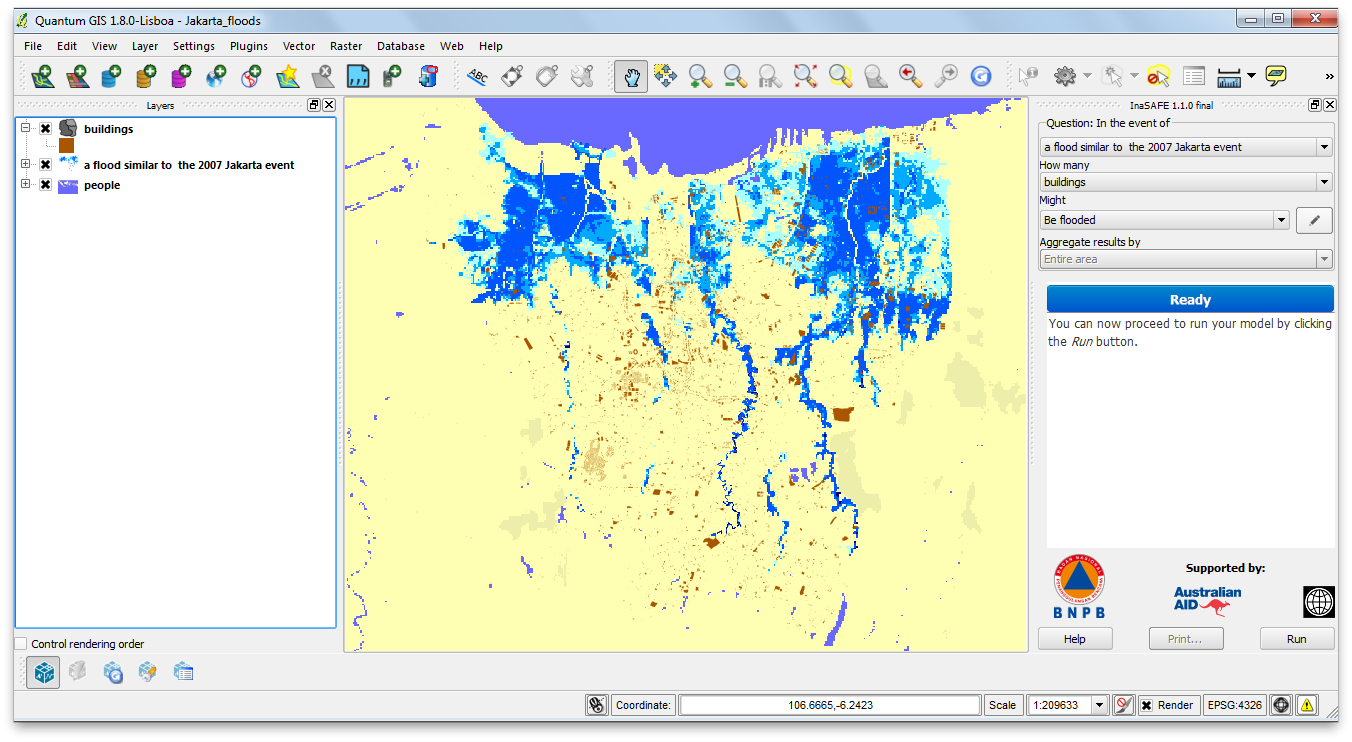 Quantum GIS 1.8.0-Lisboa - Jakarta_floods
File Edit View Layer Settings Plugins Vector Raster Database Web Help
ABC
»
Layers
buildings
a flood similar to the 2007 Jakarta event
people
Control rendering order
InaSAFE 1.1.0 final
Question: In the event of
a flood similar to the 2007 Jakarta event
How many
buildings
Might
Be flooded
Aggregate results by
Entire area
Ready
You can now proceed to run your model by clicking
the Run button.
BNPB
Supported by:
Australian
AID
Help
Print...
Run
Coordinate: 106.6665,-6.2423 Scale 1:209633 Render EPSG:4326